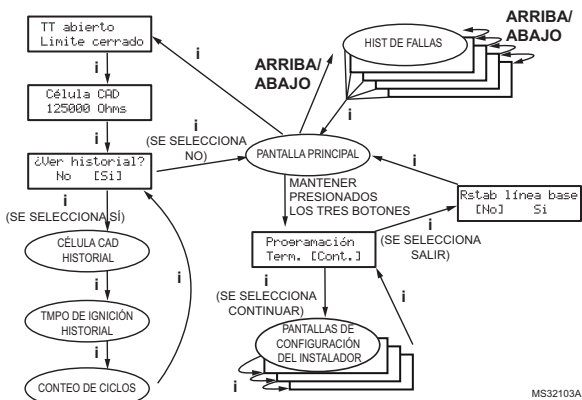 TT abierto
Limite cerrado
i
Célula CAD
125000 Ohms
i
¿Ver historial?
No [Si]
i
(SE SELECCIONA SÍ)
CÉLULA CAD
HISTORIAL
i
TMPO DE IGNICIÓN
HISTORIAL
i
CONTEO DE CICLOS
i
i
i
(SE SELECCIONA
NO)
ARRIBA/
ABAJO
HIST DE FALLAS
ARRIBA/
ABAJO
i
PANTALLA PRINCIPAL
MANTENER
PRESIONADOS
LOS TRES BOTONES
i
Rstab línea base
[No] Si
Programación
Term. [Cont.]
i
(SE SELECCIONA
SALIR)
i
(SE SELECCIONA
CONTINUAR)
i
PANTALLAS DE
CONFIGURACIÓN
DEL INSTALADOR
i
MS32103A